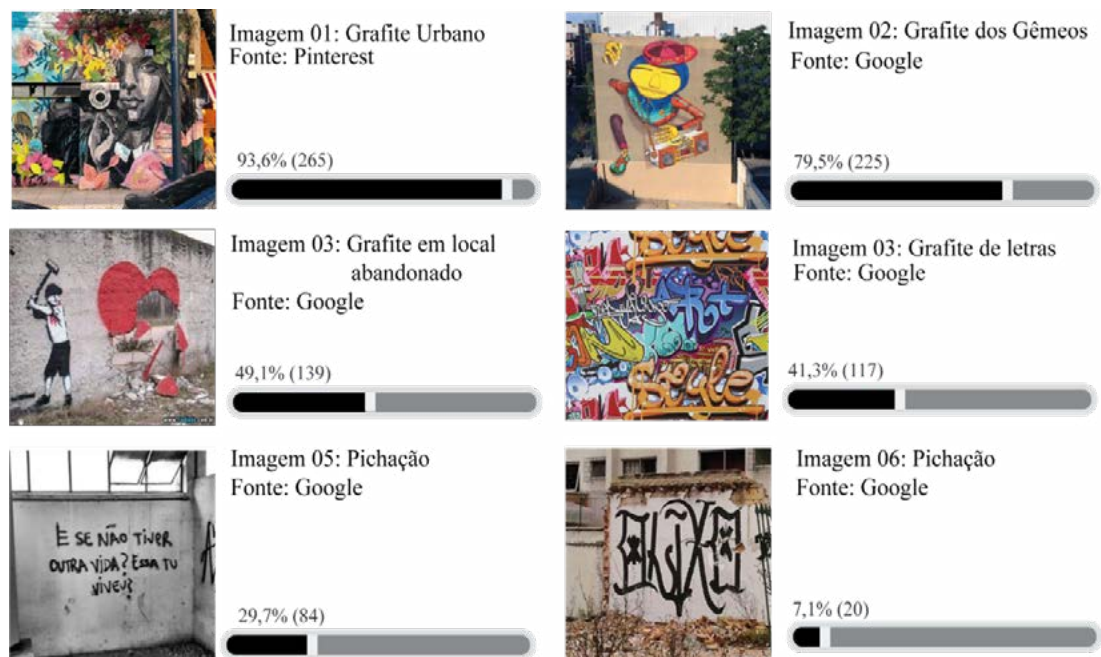 Imagem 01: Grafite Urbano
Fonte: Pinterest
93,6% (265)
Imagem 02: Grafite dos Gêmeos
Fonte: Google
79,5% (225)
Imagem 03: Grafite em local
abandonado
Fonte: Google
49,1% (139)
Imagem 03: Grafite de letras
Fonte: Google
41,3% (117)
Style
Imagem 05: Pichação
Fonte: Google
29,7% (84)
E SE NÃO TIVER
OUTRA VIDA? ESSA TU
VIVEU?
Imagem 06: Pichação
Fonte: Google
7,1% (20)